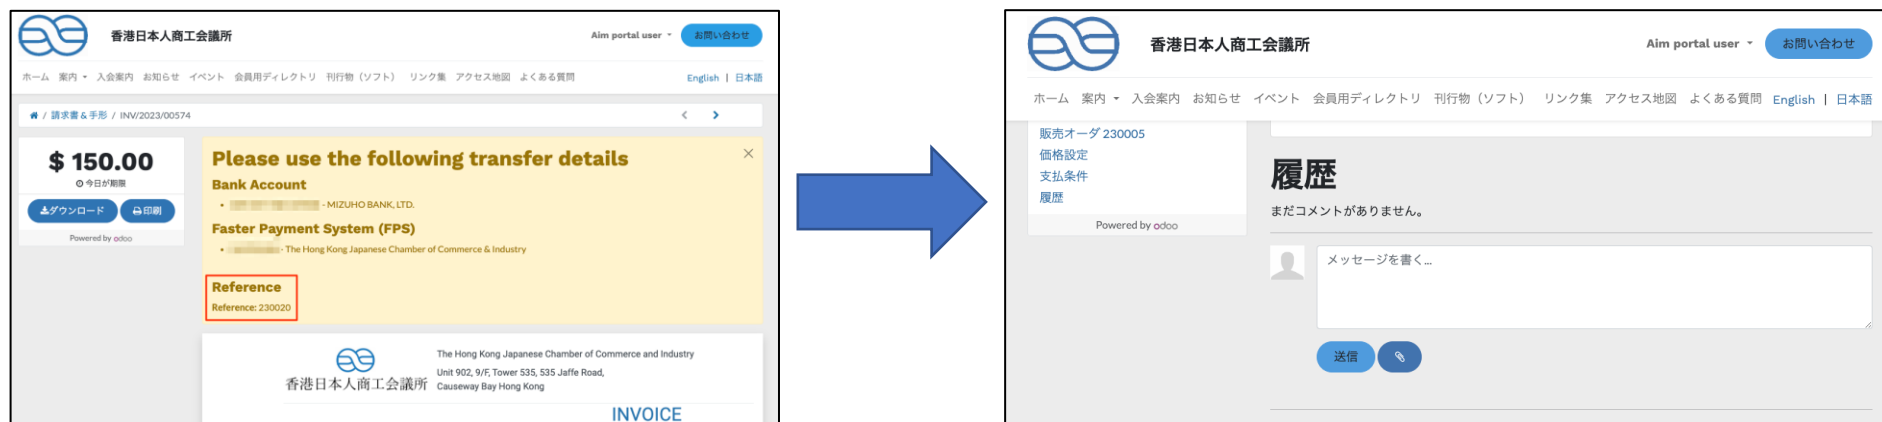 香港日本人商工会議所
Aim portal user
お問い合わせ
ホーム 案内 入会案内 お知らせ イベント 会員用ディレクトリ 刊行物（ソフト） リンク集 アクセス地図 よくある質問 English | 日本語
/ 請求書＆手形 / INV/2023/00574
$ 150.00
今日が期限
ダウンロード 印刷
Powered by odoo
Please use the following transfer details
Bank Account
- MIZUHO BANK, LTD.
Faster Payment System (FPS)
- The Hong Kong Japanese Chamber of Commerce & Industry
Reference
Reference: 230020
香港日本人商工会議所
The Hong Kong Japanese Chamber of Commerce and Industry
Unit 902, 9/F, Tower 535, 535 Jaffe Road,
Causeway Bay Hong Kong
INVOICE
香港日本人商工会議所
Aim portal user
お問い合わせ
ホーム 案内 入会案内 お知らせ イベント 会員用ディレクトリ 刊行物（ソフト） リンク集 アクセス地図 よくある質問 English | 日本語
販売オーダ 230005
価格設定
支払条件
履歴
Powered by odoo
履歴
まだコメントがありません。
メッセージを書く...
送信